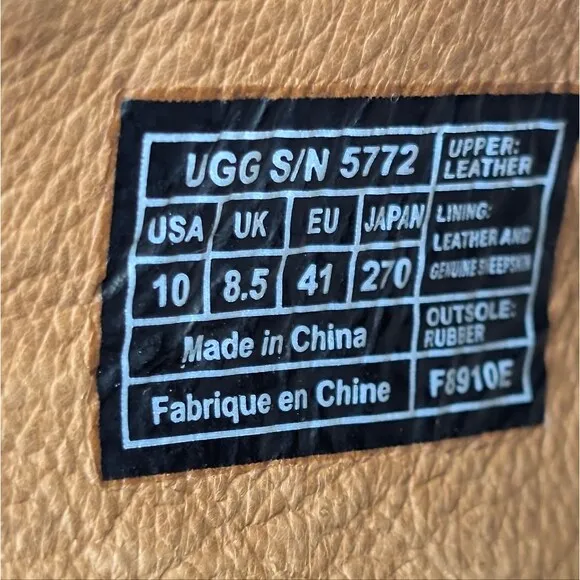 UGG S/N 5772
USA UK EU JAPAN
10 8.5 41 270
Made in China
Fabrique en Chine
UPPER:
LEATHER
LINING:
LEATHER AND
GENUINE SHEEPSKIN
OUTSOLE:
RUBBER
F8910E